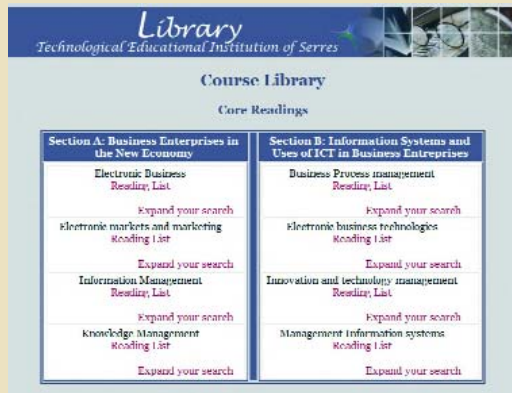 Library
Technological Educational Institution of Serres
Course Library
Core Readings
Section A: Business Enterprises in
the New Economy
Electronic Business
Reading List
Expand your search
Electronic markets and marketing
Reading List
Expand your search
Information Management
Reading List
Expand your search
Knowledge Management
Reading List
Expand your search
Section B: Information Systems and
Uses of ICT in Business Entreprises
Business Process management
Reading List
Expand your search
Electronic business technologies
Reading List
Expand your search
Innovation and technology management
Reading List
Expand your search
Management Information systems
Reading List
Expand your search